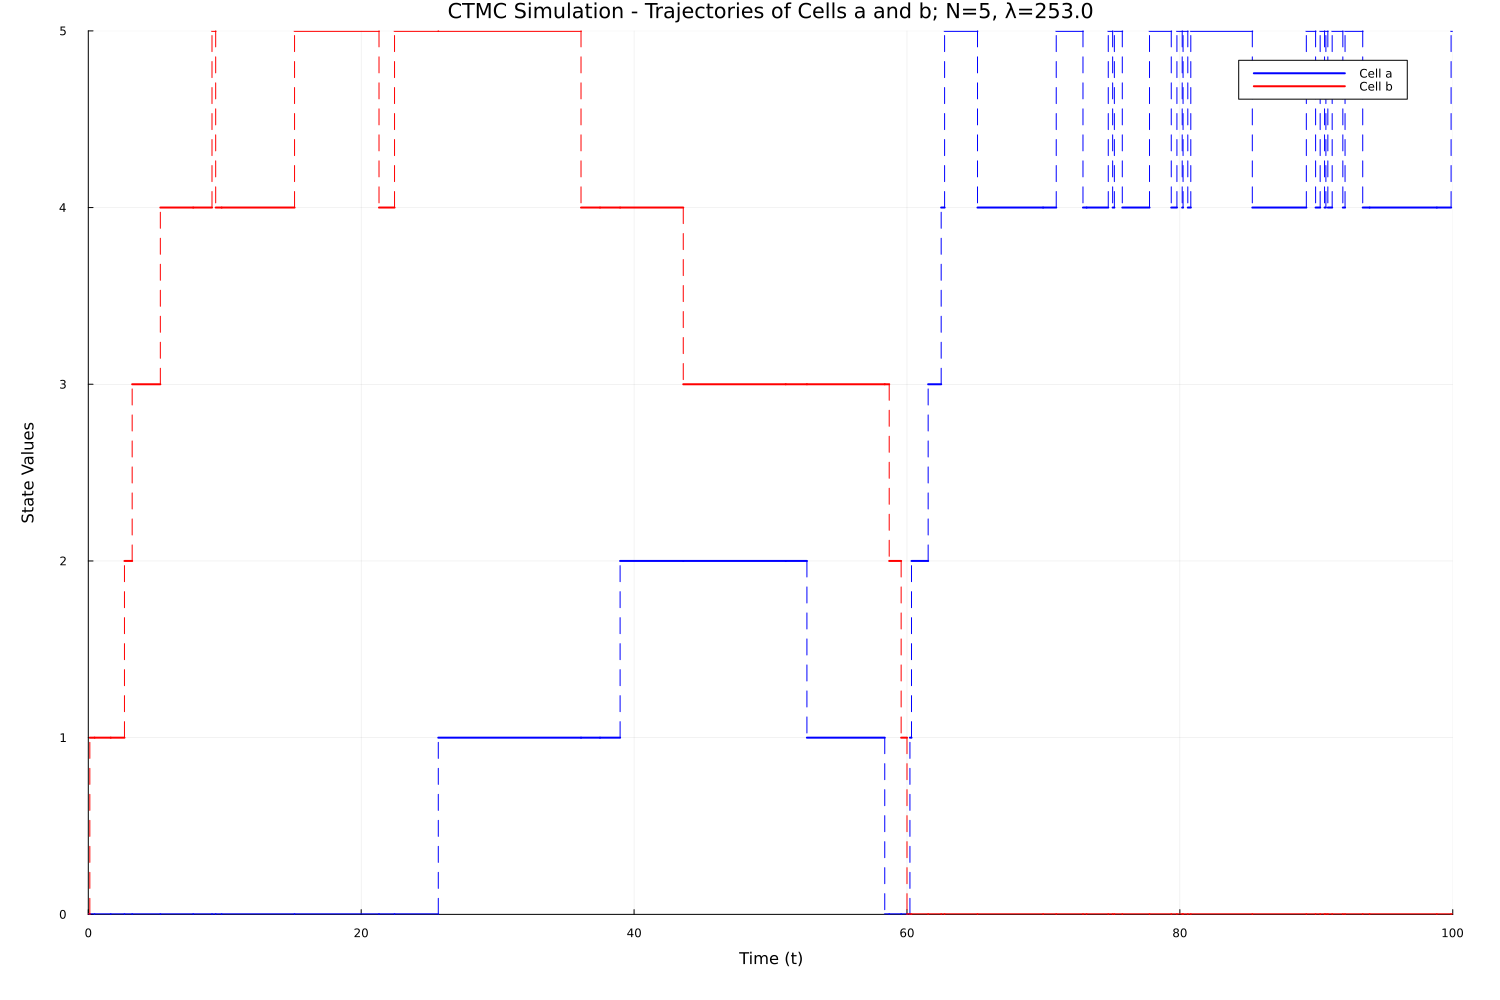 CTMC Simulation - Trajectories of Cells a and b; N=5, λ=253.0
5
Cell a
Cell b
4
3
State Values
2
1
0
0 20 40 60 80 100
Time (t)